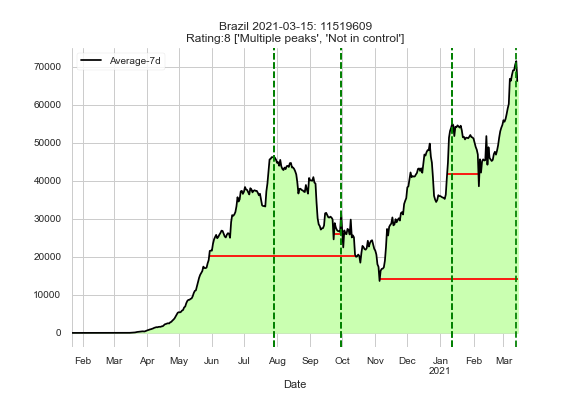 Brazil 2021-03-15: 11519609
Rating:8 ['Multiple peaks', 'Not in control']
Average-7d
70000
60000
50000
40000
30000
20000
10000
0
Feb Mar Apr May Jun Jul Aug Sep Oct Nov Dec Jan Feb Mar
2021
Date